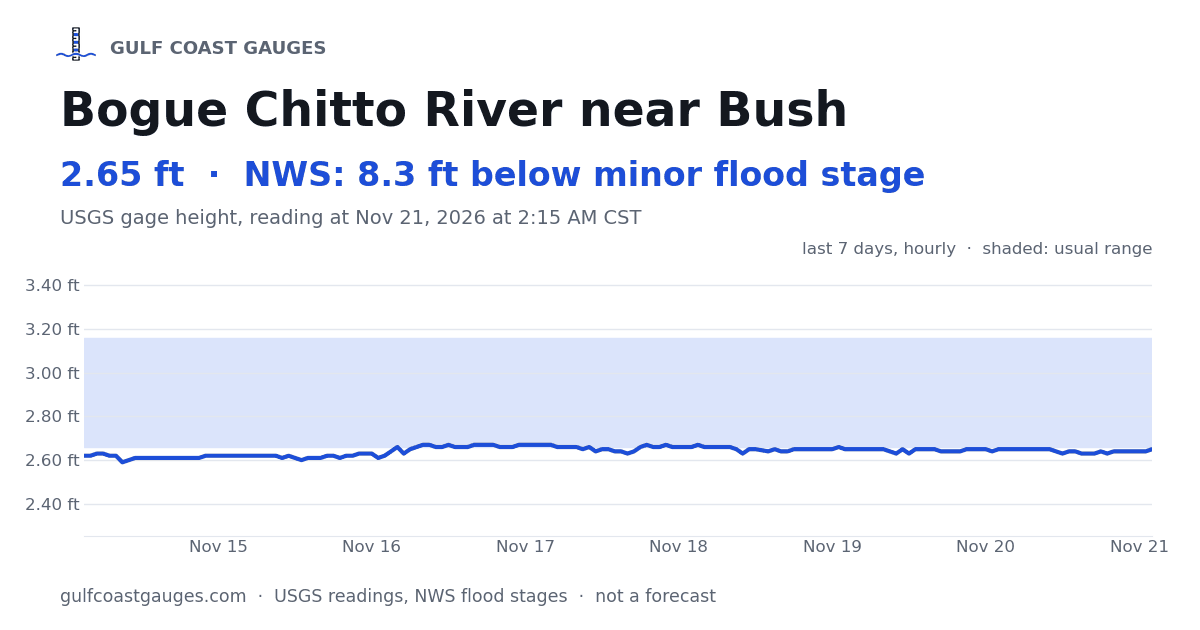 GULF COAST GAUGES
Bogue Chitto River near Bush
2.65 ft · NWS: 8.3 ft below minor flood stage
USGS gage height, reading at Nov 21, 2026 at 2:15 AM CST
last 7 days, hourly · shaded: usual range
3.40 ft
3.20 ft
3.00 ft
2.80 ft
2.60 ft
2.40 ft
Nov 15 Nov 16 Nov 17 Nov 18 Nov 19 Nov 20 Nov 21
gulfcoastgauges.com · USGS readings, NWS flood stages · not a forecast